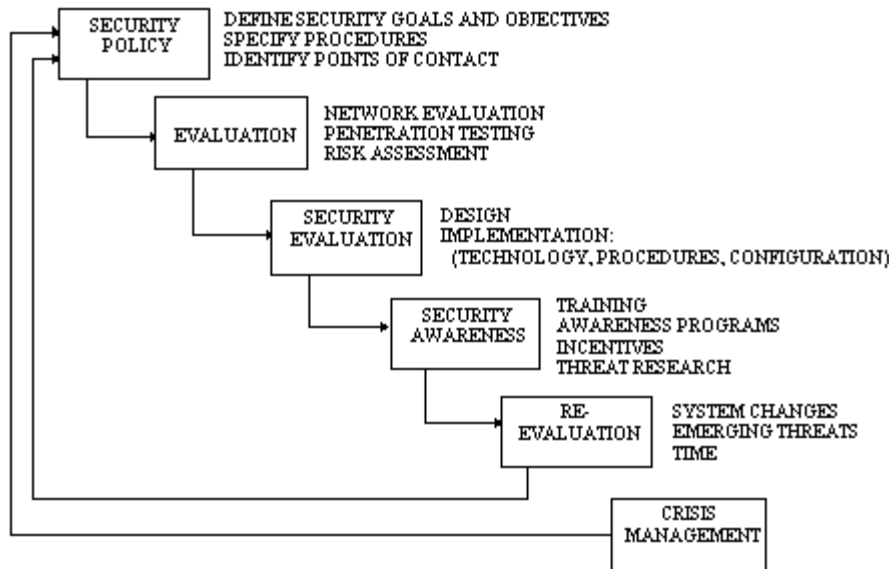 SECURITY
POLICY
DEFINE SECURITY GOALS AND OBJECTIVES
SPECIFY PROCEDURES
IDENTIFY POINTS OF CONTACT
EVALUATION
NETWORK EVALUATION
PENETRATION TESTING
RISK ASSESSMENT
SECURITY
EVALUATION
DESIGN
IMPLEMENTATION:
(TECHNOLOGY, PROCEDURES, CONFIGURATION)
SECURITY
AWARENESS
TRAINING
AWARENESS PROGRAMS
INCENTIVES
THREAT RESEARCH
RE-
EVALUATION
SYSTEM CHANGES
EMERGING THREATS
TIME
CRISIS
MANAGEMENT